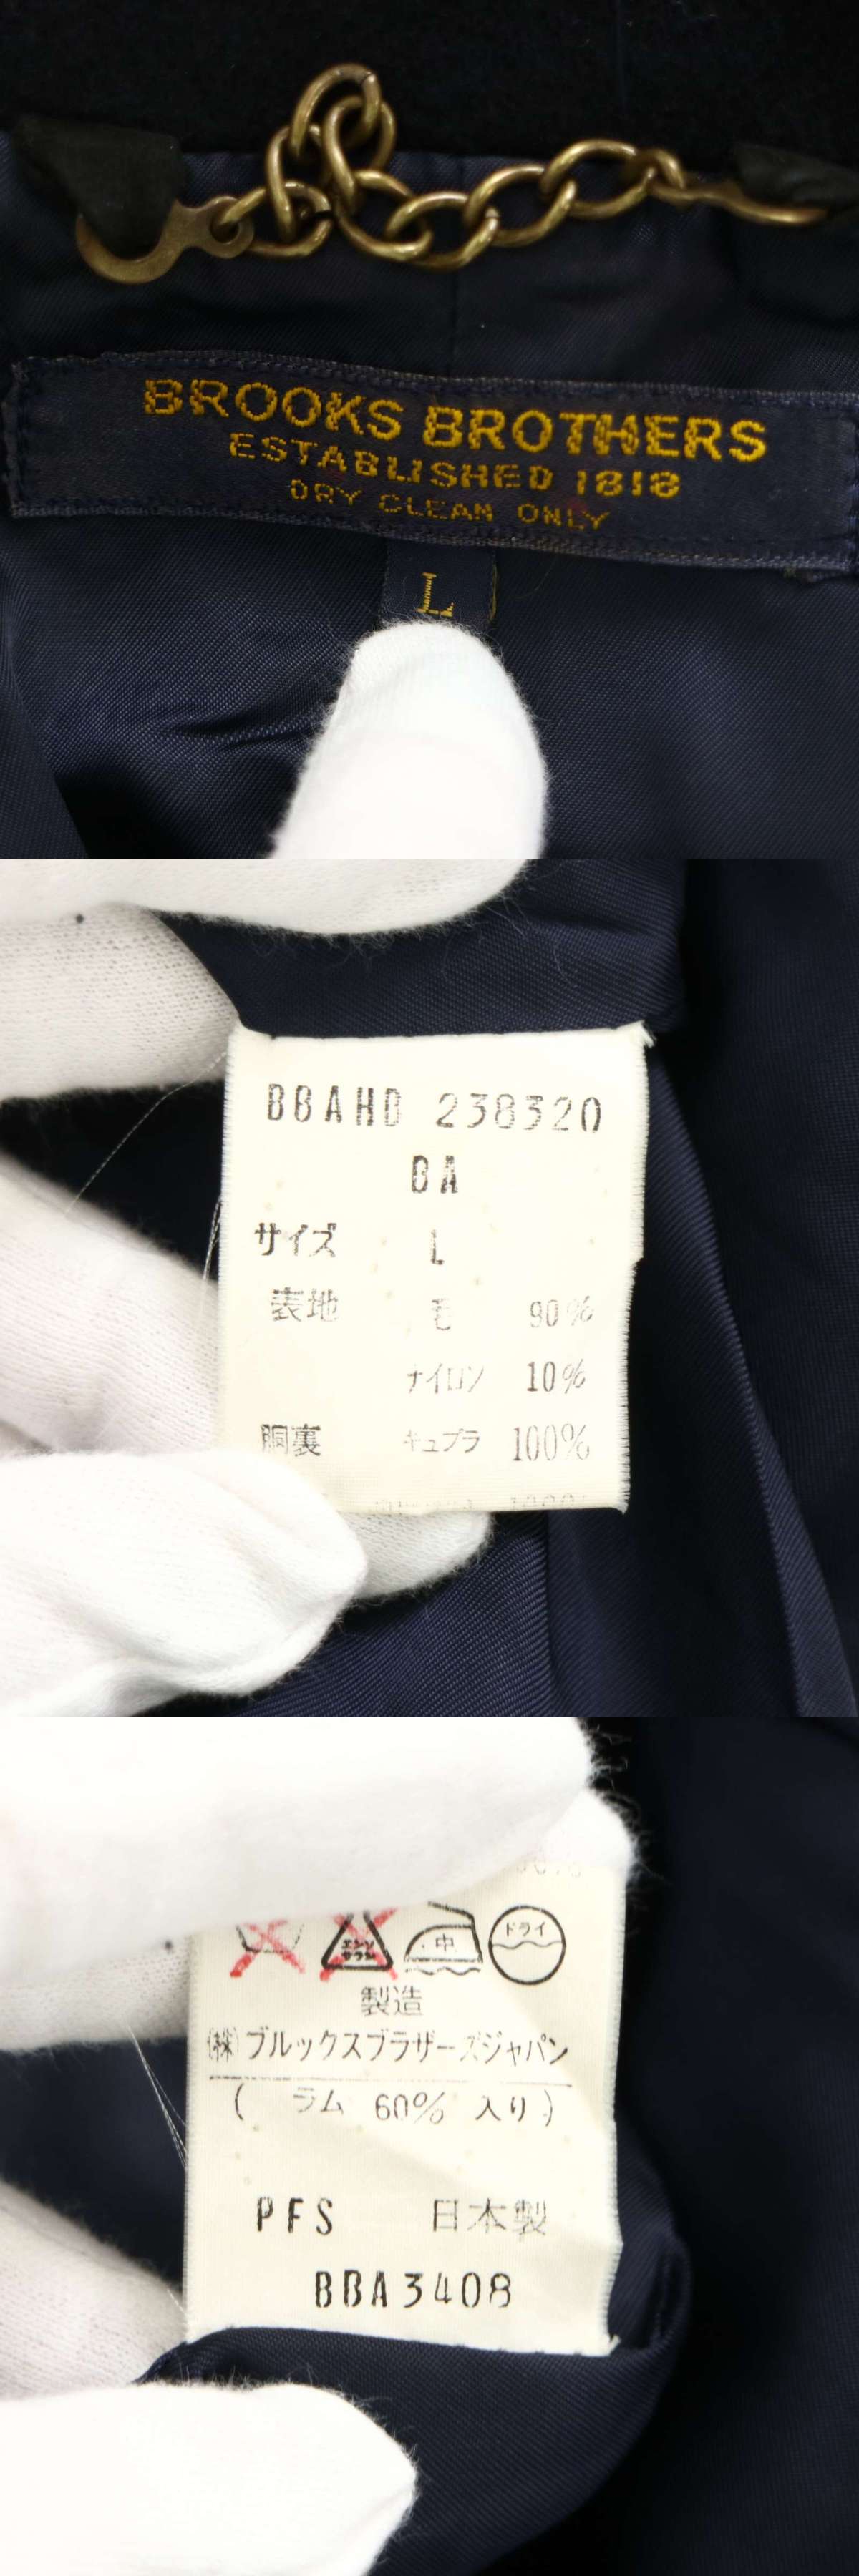 BROOKS BROTHERS
ESTABLISHED 1818
DRY CLEAN ONLY
L
BBAHB 238320
BA
サイズ L
表地 毛 90%
ナイロン 10%
胴裏 キュプラ 100%
100%
エンソ
サラシ
中
ドライ
製造
(株)ブルックスブラザーズジャパン
( ラム 60% 入り )
PFS 日本製
BBA3408